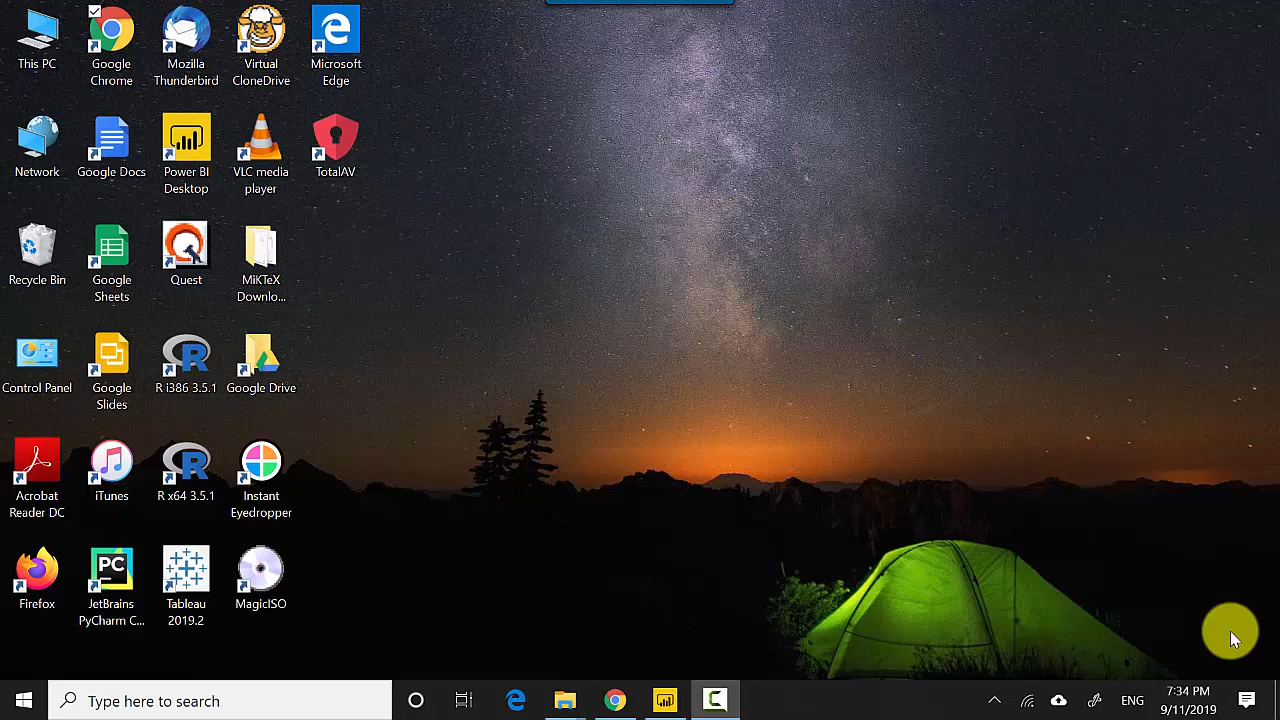 This PC
Google
Chrome
Mozilla
Thunderbird
Virtual
CloneDrive
Microsoft
Edge
Network
Google Docs
Power BI
Desktop
VLC media
player
TotalAV
Recycle Bin
Google
Sheets
Quest
MiKTeX
Downlo...
Control Panel
Google
Slides
R i386 3.5.1
Google Drive
Acrobat
Reader DC
iTunes
R x64 3.5.1
Instant
Eyedropper
Firefox
PC
JetBrains
PyCharm C...
Tableau
2019.2
MagicISO
Type here to search
ENG
7:34 PM
9/11/2019